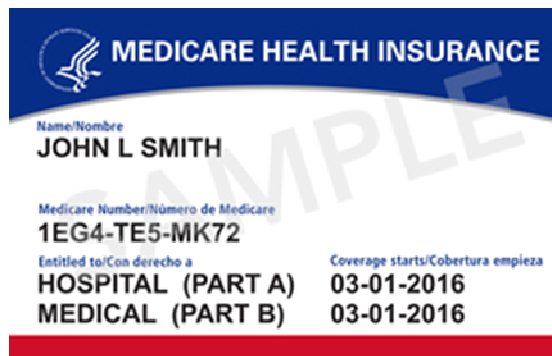 MEDICARE HEALTH INSURANCE
Name/Nombre
JOHN L SMITH
Medicare Number/Número de Medicare
1EG4-TE5-MK72
Entitled to/Con derecho a Coverage starts/Cobertura empieza
HOSPITAL (PART A) 03-01-2016
MEDICAL (PART B) 03-01-2016
SAMPLE